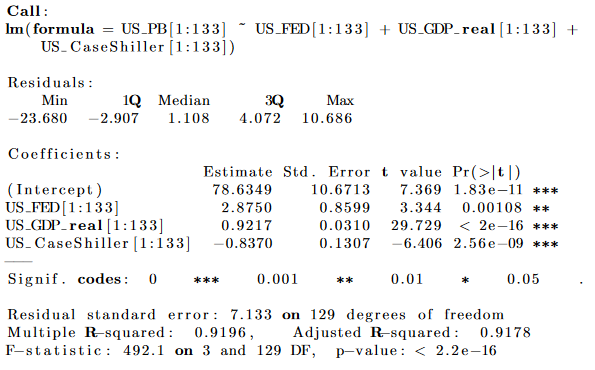 Call:
lm(formula = US_PB[1:133] ~ US_FED[1:133] + US_GDP_real[1:133] +
US_CaseShiller[1:133])
Residuals:
Min 1Q Median 3Q Max
−23.680 −2.907 1.108 4.072 10.686
Coefficients:
Estimate Std. Error t value Pr(>|t|)
(Intercept) 78.6349 10.6713 7.369 1.83e−11 ***
US_FED[1:133] 2.8750 0.8599 3.344 0.00108 **
US_GDP_real[1:133] 0.9217 0.0310 29.729 < 2e−16 ***
US_CaseShiller[1:133] −0.8370 0.1307 −6.406 2.56e−09 ***
——
Signif. codes: 0 *** 0.001 ** 0.01 * 0.05 .
Residual standard error: 7.133 on 129 degrees of freedom
Multiple R−squared: 0.9196, Adjusted R−squared: 0.9178
F−statistic: 492.1 on 3 and 129 DF, p−value: < 2.2e−16